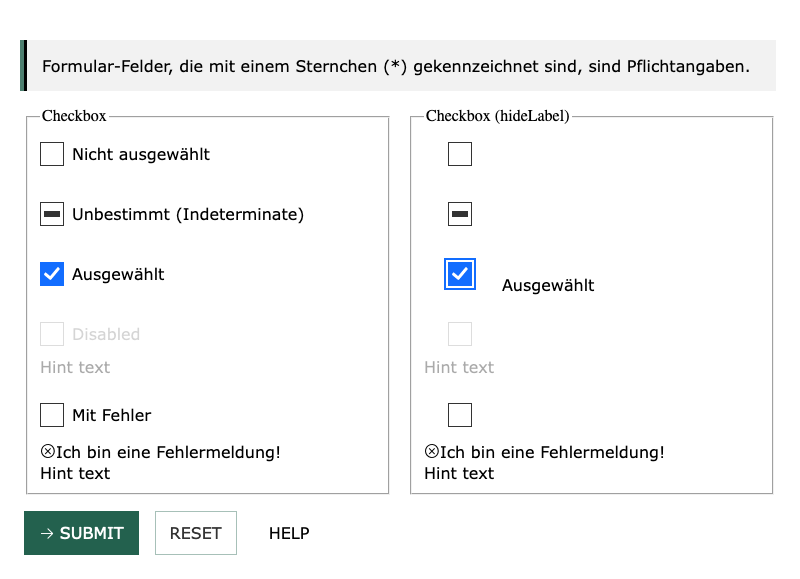 Formular-Felder, die mit einem Sternchen (*) gekennzeichnet sind, sind Pflichtangaben.
Checkbox
Nicht ausgewählt
Unbestimmt (Indeterminate)
Ausgewählt
Disabled
Hint text
Mit Fehler
Ich bin eine Fehlermeldung!
Hint text
Checkbox (hideLabel)
Ausgewählt
Hint text
Ich bin eine Fehlermeldung!
Hint text
→ SUBMIT
RESET
HELP